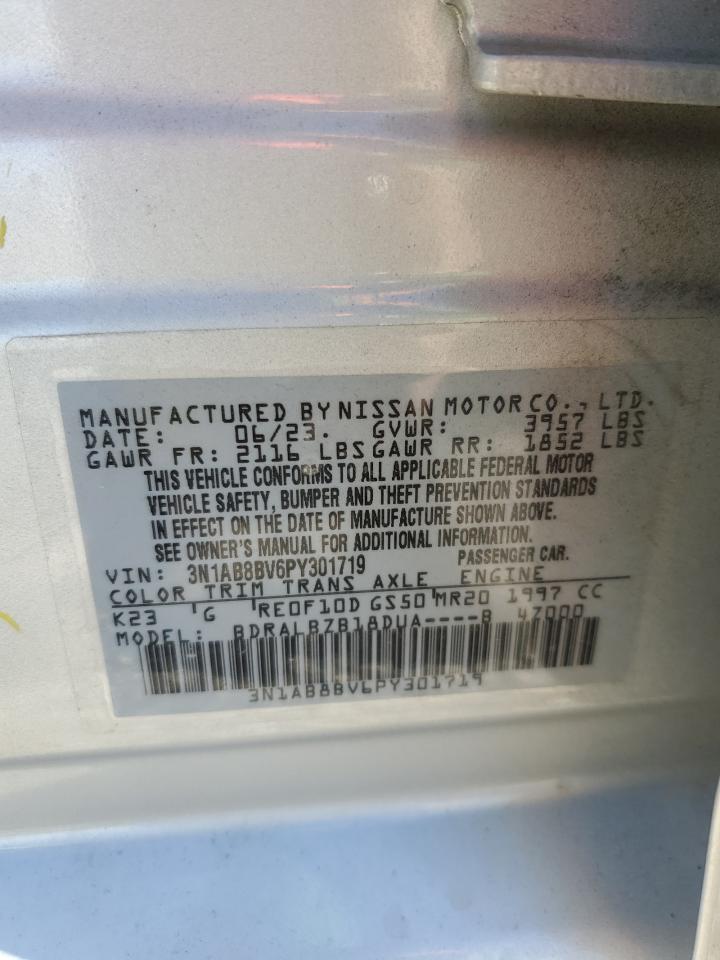 MANUFACTURED BY NISSAN MOTOR CO., LTD.
DATE: 06/23. GVWR: 3957 LBS
GAWR FR: 2116 LBS GAWR RR: 1852 LBS
THIS VEHICLE CONFORMS TO ALL APPLICABLE FEDERAL MOTOR
VEHICLE SAFETY, BUMPER AND THEFT PREVENTION STANDARDS
IN EFFECT ON THE DATE OF MANUFACTURE SHOWN ABOVE.
SEE OWNER'S MANUAL FOR ADDITIONAL INFORMATION.
VIN: 3N1AB8BV6PY301719 PASSENGER CAR.
COLOR TRIM TRANS AXLE ENGINE
K23 G RE0F10D GS50 MR20 1997 CC
MODEL: BDRALBZB18DUA----B 47000
3N1AB8BV6PY301719